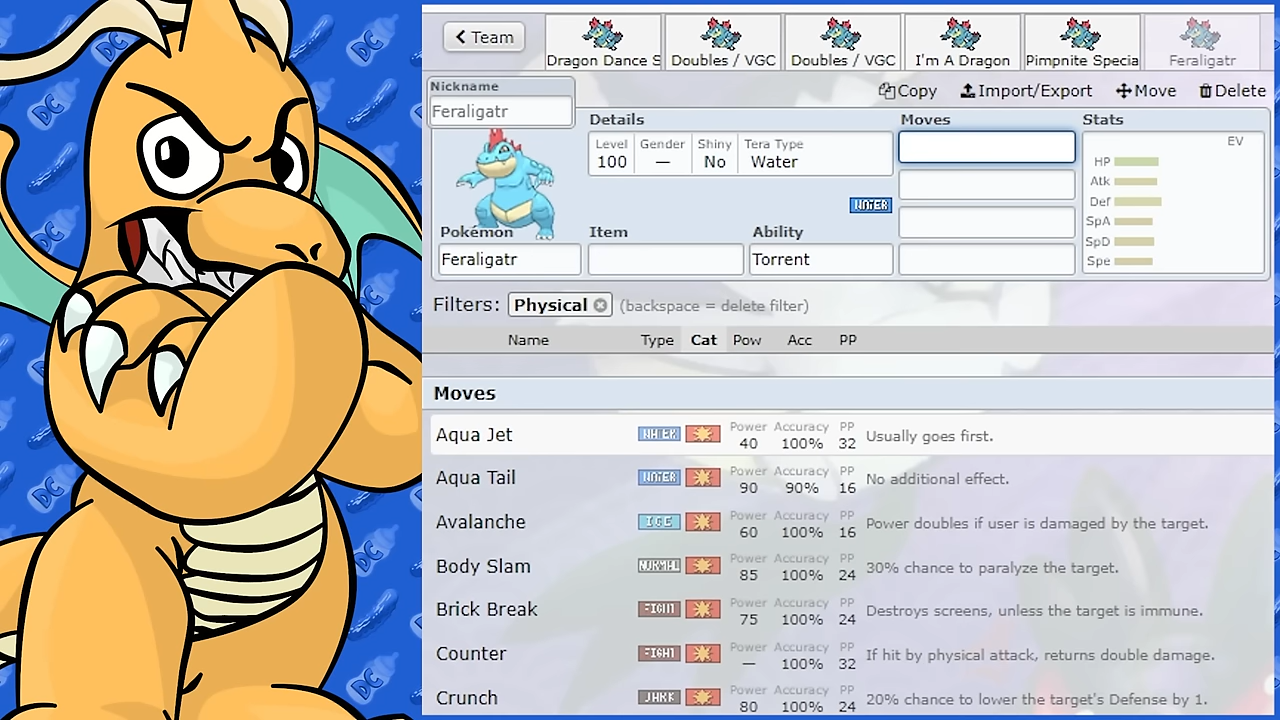 Team
Dragon Dance S
Doubles / VGC
Doubles / VGC
I'm A Dragon
Pimpnite Specia
Feraligatr
Nickname
Feraligatr
Copy
Import/Export
Move
Delete
Details
Level Gender Shiny Tera Type
100 — No Water
WATER
Pokémon
Feraligatr
Item
Ability
Torrent
Moves
Stats
EV
HP
Atk
Def
SpA
SpD
Spe
Filters: Physical (backspace = delete filter)
Name Type Cat Pow Acc PP
Moves
Aqua Jet WATER Power 40 Accuracy 100% PP 32 Usually goes first.
Aqua Tail WATER Power 90 Accuracy 90% PP 16 No additional effect.
Avalanche ICE Power 60 Accuracy 100% PP 16 Power doubles if user is damaged by the target.
Body Slam NORMAL Power 85 Accuracy 100% PP 24 30% chance to paralyze the target.
Brick Break FIGHT Power 75 Accuracy 100% PP 24 Destroys screens, unless the target is immune.
Counter FIGHT Power — Accuracy 100% PP 32 If hit by physical attack, returns double damage.
Crunch DARK Power 80 Accuracy 100% PP 24 20% chance to lower the target's Defense by 1.
DC
DC
DC
DC
DC